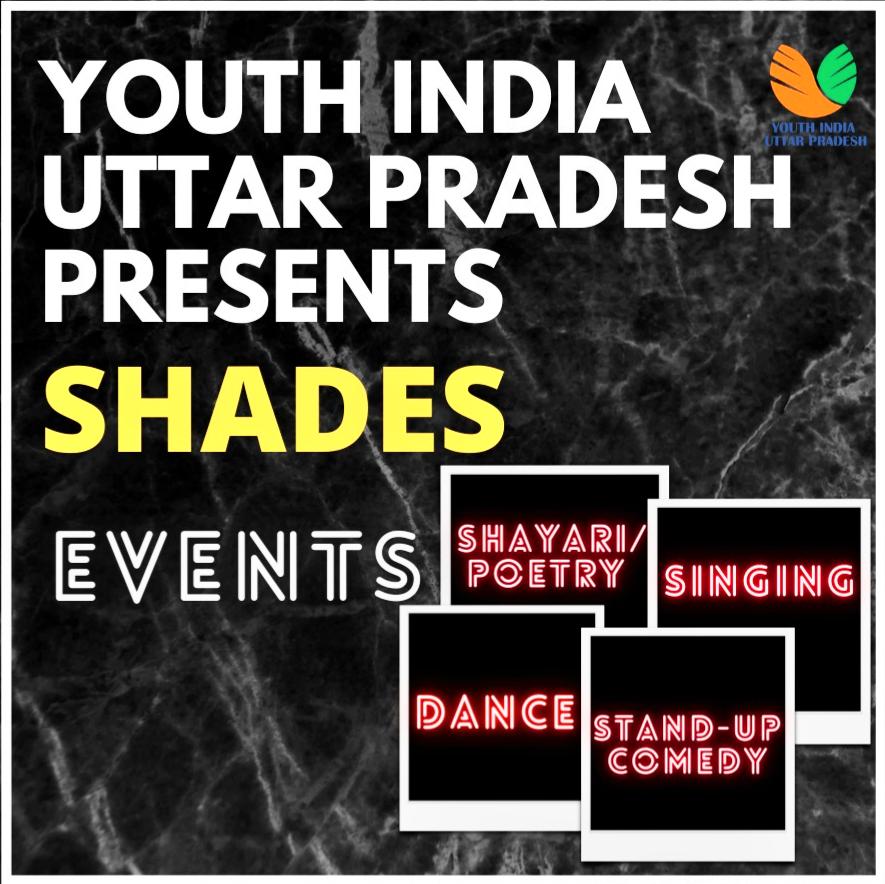 YOUTH INDIA
UTTAR PRADESH
PRESENTS
YOUTH INDIA
UTTAR PRADESH
SHADES
EVENTS
SHAYARI/
POETRY
SINGING
DANCE
STAND-UP
COMEDY